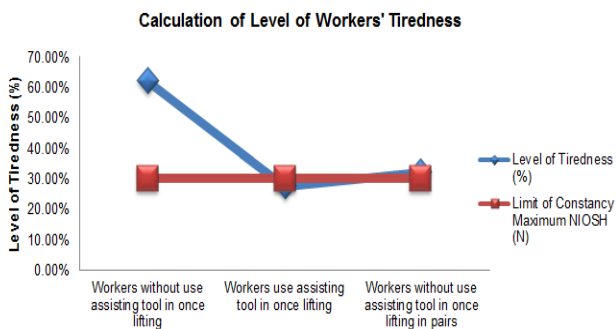 Calculation of Level of Workers' Tiredness
Level of Tiredness (%)
70.00%
60.00%
50.00%
40.00%
30.00%
20.00%
10.00%
0.00%
Workers without use
assisting tool in once
lifting
Workers use assisting
tool in once lifting
Workers without use
assisting tool in once
lifting in pairs
Level of Tiredness
(%)
Limit of Constancy
Maximum NIOSH
(N)